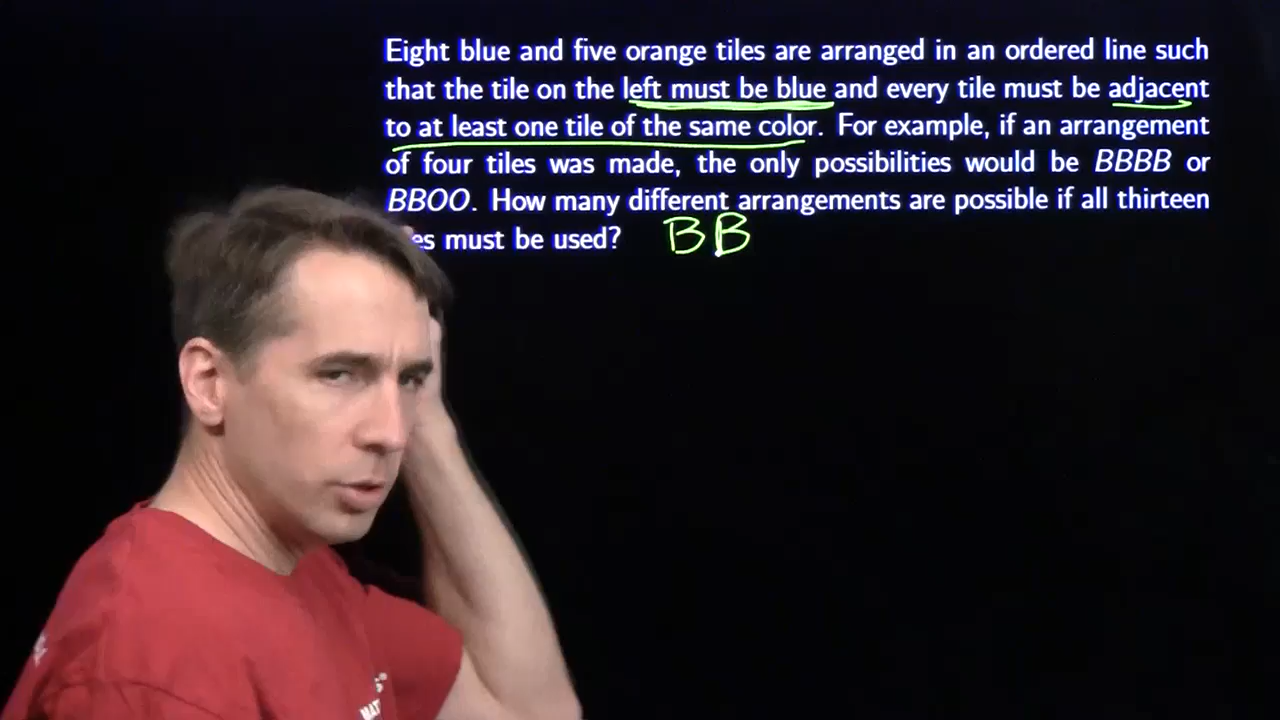 Eight blue and five orange tiles are arranged in an ordered line such
that the tile on the left must be blue and every tile must be adjacent
to at least one tile of the same color. For example, if an arrangement
of four tiles was made, the only possibilities would be BBBB or
BBOO. How many different arrangements are possible if all thirteen
es must be used? BB